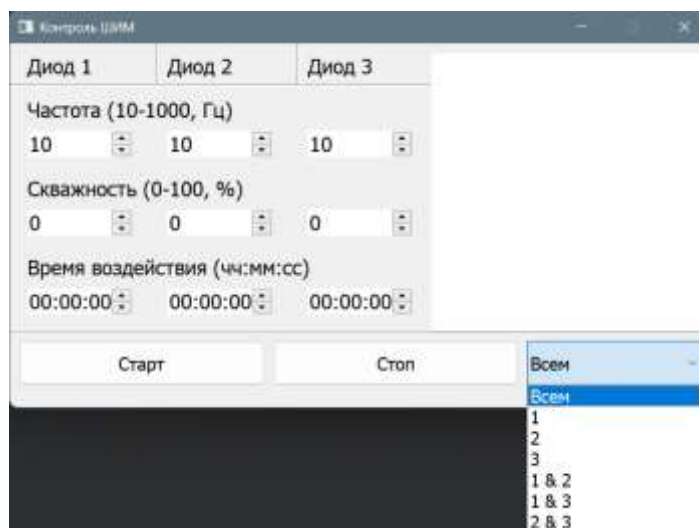 Контроль ШИМ
Диод 1 Диод 2 Диод 3
Частота (10-1000, Гц)
10 10 10
Скважность (0-100, %)
0 0 0
Время воздействия (чч:мм:сс)
00:00:00 00:00:00 00:00:00
Старт Стоп Всем
Всем
1
2
3
1 & 2
1 & 3
2 & 3